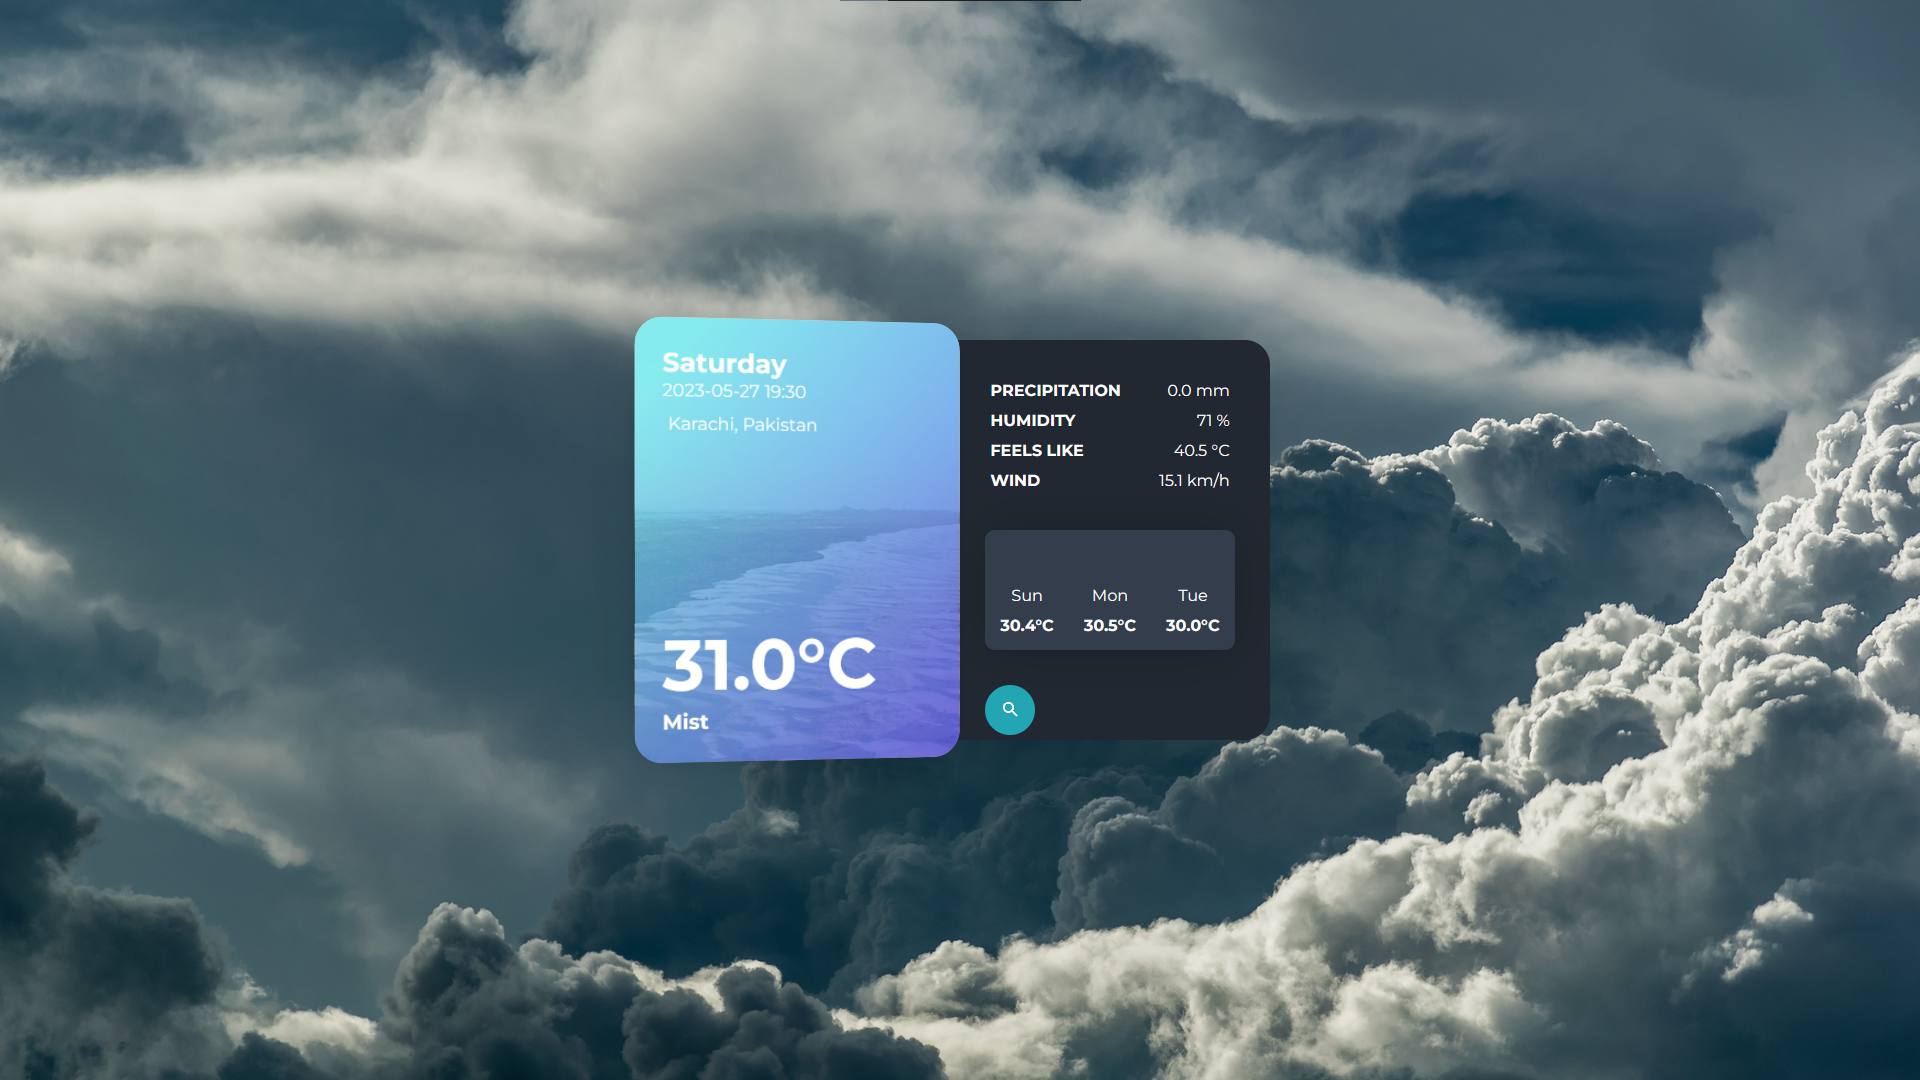 Saturday
2023-05-27 19:30
Karachi, Pakistan
31.0°C
Mist
PRECIPITATION 0.0 mm
HUMIDITY 71 %
FEELS LIKE 40.5 °C
WIND 15.1 km/h
Sun Mon Tue
30.4°C 30.5°C 30.0°C